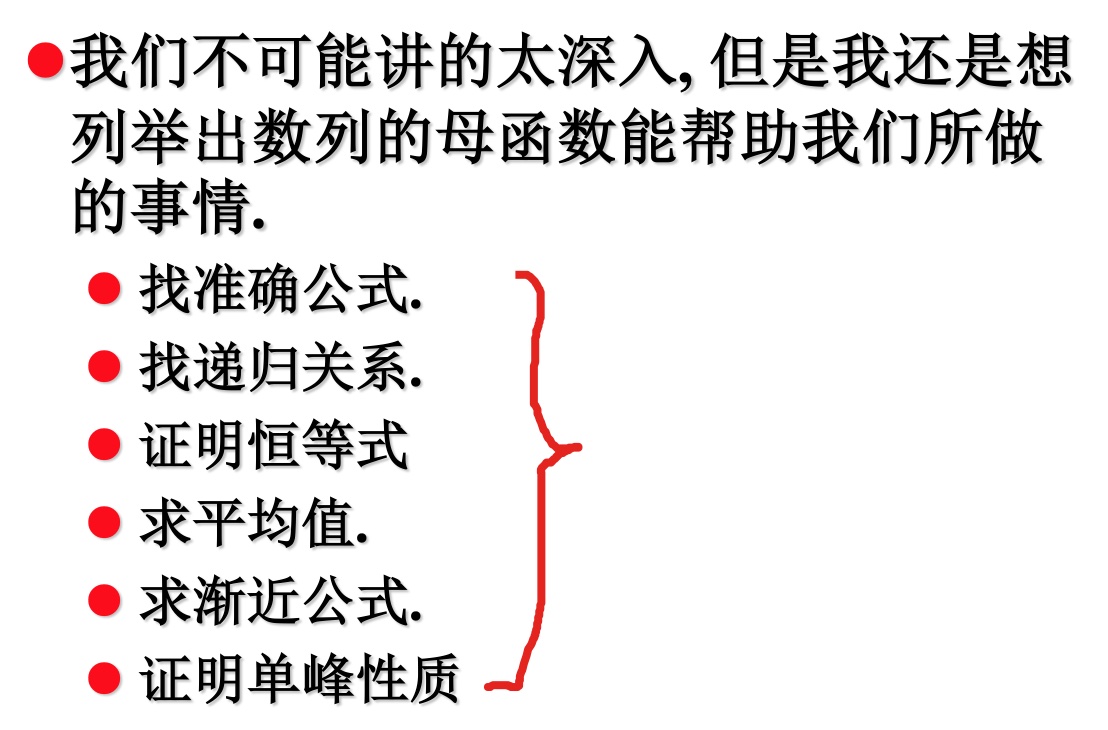 我们不可能讲的太深入, 但是我还是想
列举出数列的母函数能帮助我们所做
的事情.
找准确公式.
找递归关系.
证明恒等式
求平均值.
求渐近公式.
证明单峰性质